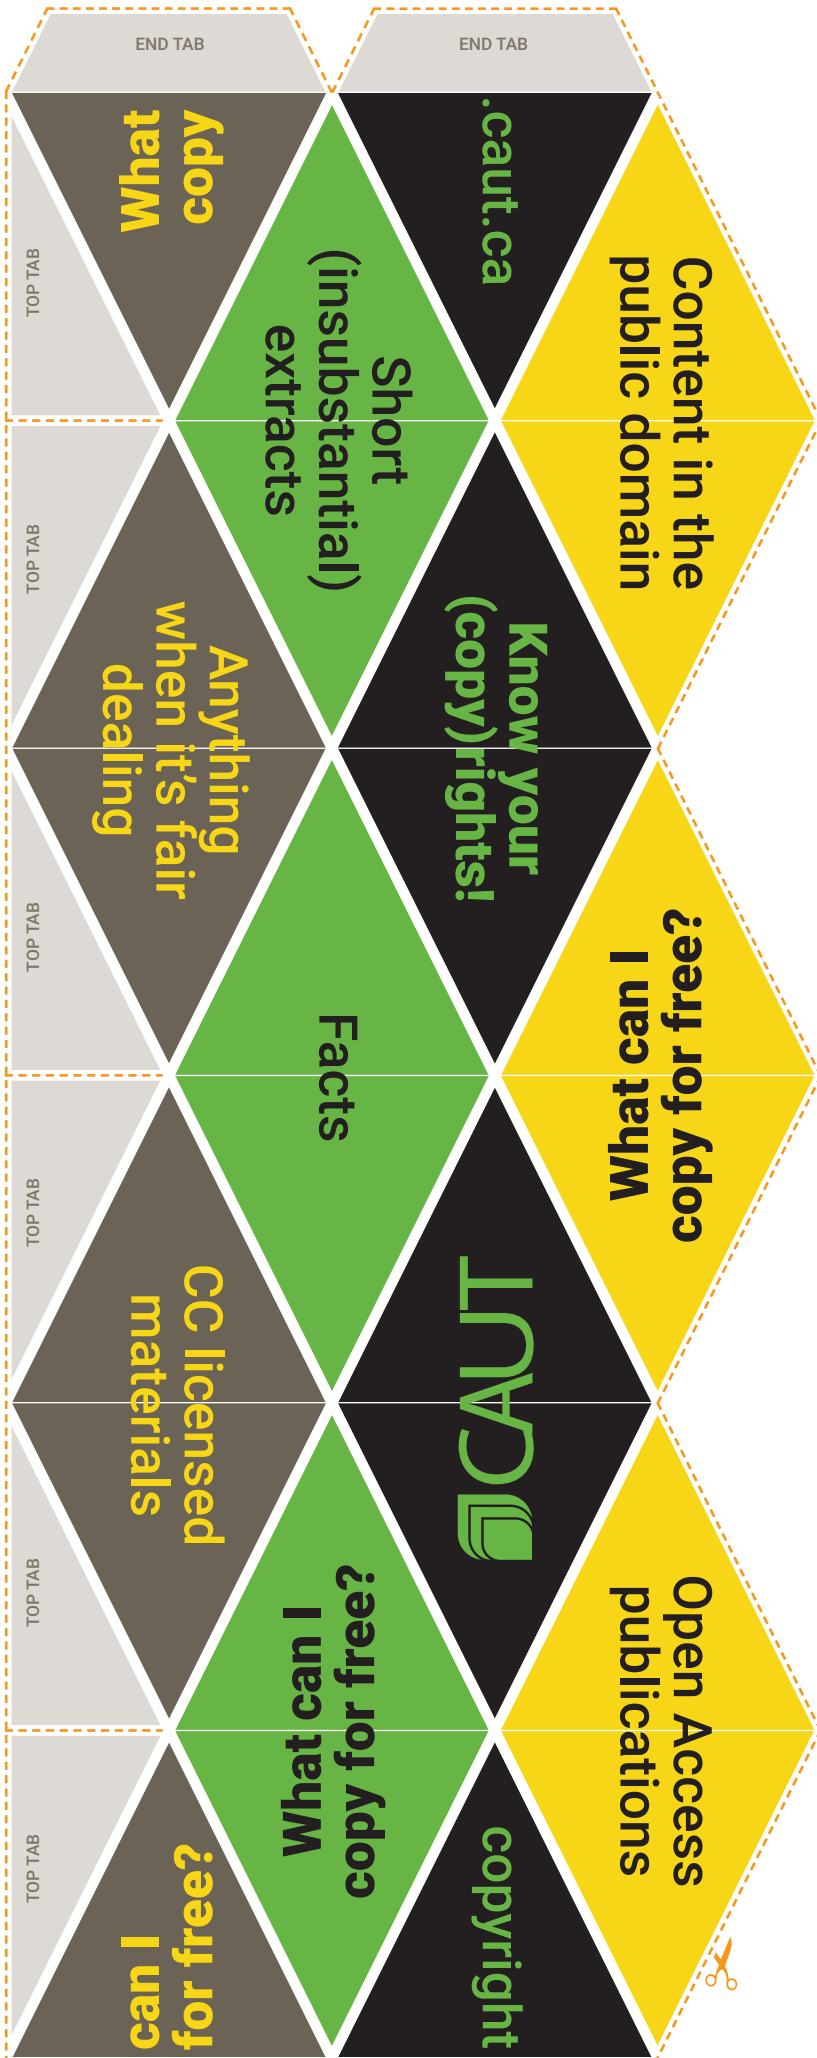 END TAB
END TAB
What
copy
.caut.ca
TOP TAB
Short
(insubstantial)
extracts
Content in the
public domain
TOP TAB
Anything
when it's fair
dealing
Know your
(copy)rights!
TOP TAB
Facts
What can I
copy for free?
TOP TAB
CC licensed
materials
CAUT
TOP TAB
What can I
copy for free?
Open Access
publications
TOP TAB
can I
for free?
copyright